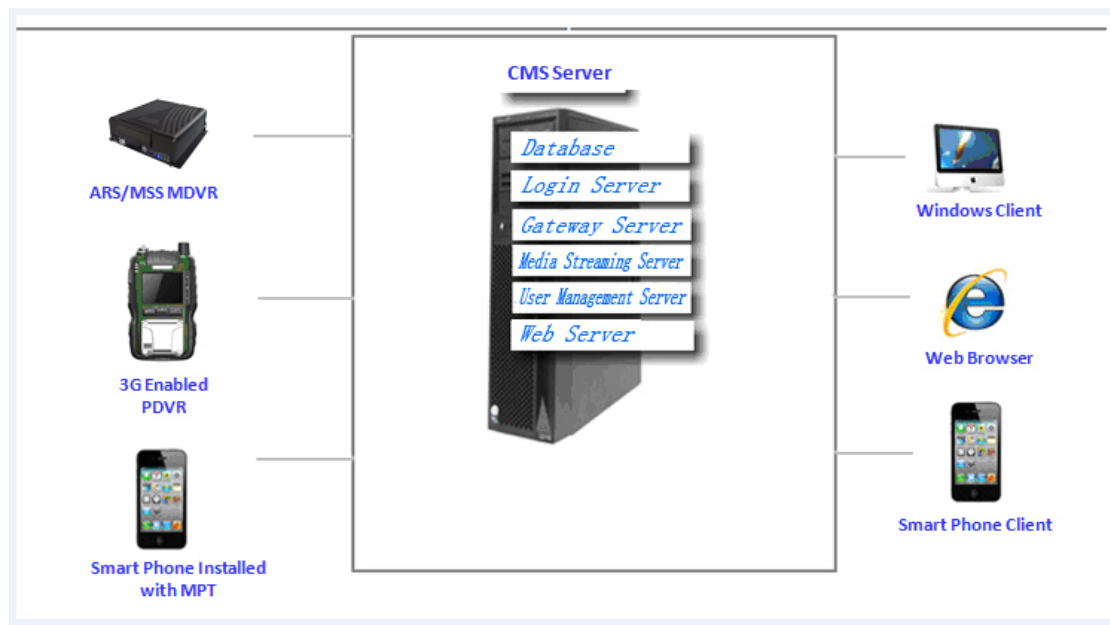 CMS Server
Database
Login Server
Gateway Server
Media Streaming Server
User Management Server
Web Server
ARS/MSS MDVR
3G Enabled
PDVR
Smart Phone Installed
with MPT
Windows Client
Web Browser
Smart Phone Client